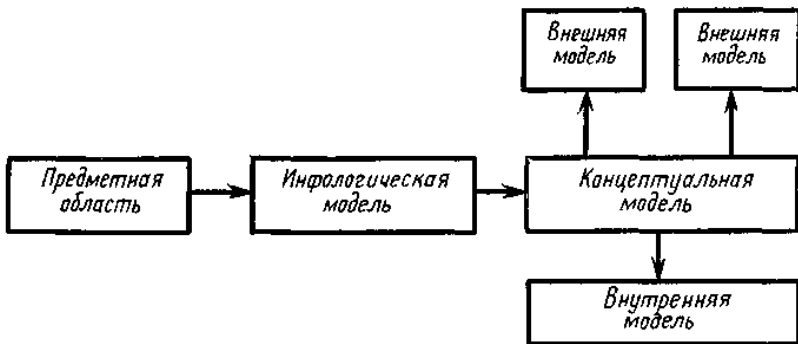 Внешняя
модель
Внешняя
модель
Предметная
область
Инфологическая
модель
Концептуальная
модель
Внутренняя
модель